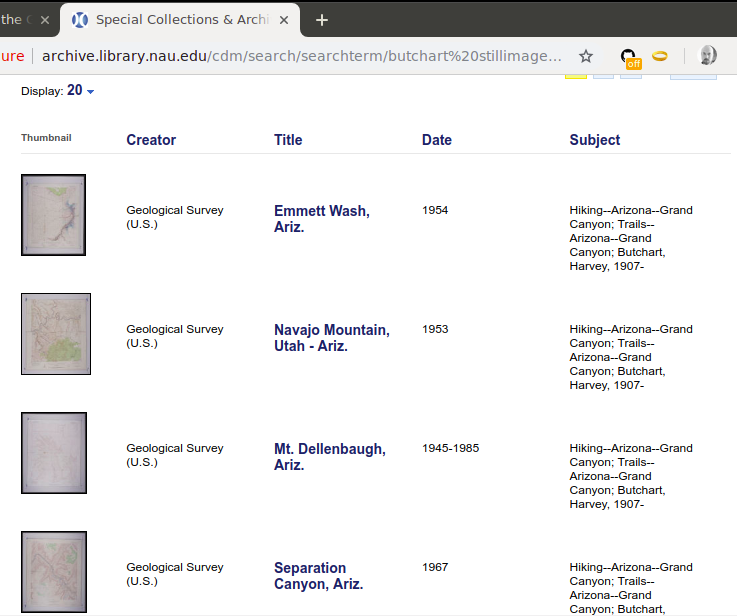 the
Special Collections & Archi
ure archive.library.nau.edu/cdm/search/searchterm/butchart%20stillimage...
off
Display: 20
Thumbnail Creator Title Date Subject
Geological Survey
(U.S.)
Emmett Wash,
Ariz.
1954
Hiking--Arizona--Grand
Canyon; Trails--
Arizona--Grand
Canyon; Butchart,
Harvey, 1907-
Geological Survey
(U.S.)
Navajo Mountain,
Utah - Ariz.
1953
Hiking--Arizona--Grand
Canyon; Trails--
Arizona--Grand
Canyon; Butchart,
Harvey, 1907-
Geological Survey
(U.S.)
Mt. Dellenbaugh,
Ariz.
1945-1985
Hiking--Arizona--Grand
Canyon; Trails--
Arizona--Grand
Canyon; Butchart,
Harvey, 1907-
Geological Survey
(U.S.)
Separation
Canyon, Ariz.
1967
Hiking--Arizona--Grand
Canyon; Trails--
Arizona--Grand
Canyon; Butchart,